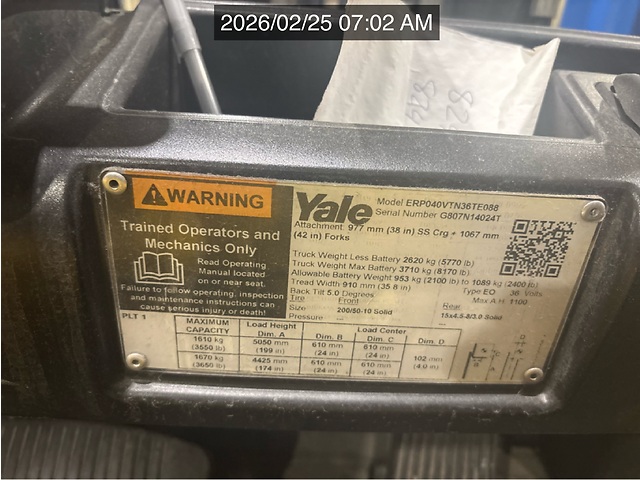 2026/02/25 07:02 AM
WARNING
Trained Operators and
Mechanics Only
Read Operating
Manual located
on or near seat.
Failure to follow operating, inspection
and maintenance instructions can
cause serious injury or death!
Yale
Model ERP040VTN36TE088
Serial Number G807N14024T
Attachment: 977 mm (38 in) SS Crg + 1067 mm
(42 in) Forks
Truck Weight Less Battery 2620 kg (5770 lb)
Truck Weight Max Battery 3710 kg (8170 lb)
Allowable Battery Weight 953 kg (2100 lb) to 1089 kg (2400 lb)
Tread Width 910 mm (35.8 in) Type EO 36 Volts
Back Tilt 5.0 Degrees Max A.H. 1100
Tire Front Rear
Size 200/50-10 Solid 15x4.5-8/3.0 Solid
Pressure
PLT 1
MAXIMUM CAPACITY Load Height Dim. A Dim. B Load Center Dim. C Dim. D
1610 kg 5050 mm 610 mm 610 mm
(3550 lb) (199 in) (24 in) (24 in) 102 mm
1670 kg 4425 mm 610 mm 610 mm (4.0 in)
(3650 lb) (174 in) (24 in) (24 in)